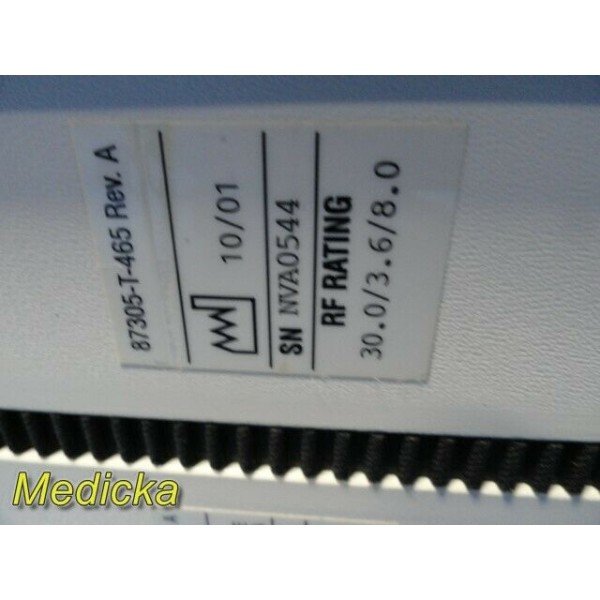 87305-T-465 Rev. A
10/01
SN NVA0544
RF RATING
30.0/3.6/8.0
Medicka